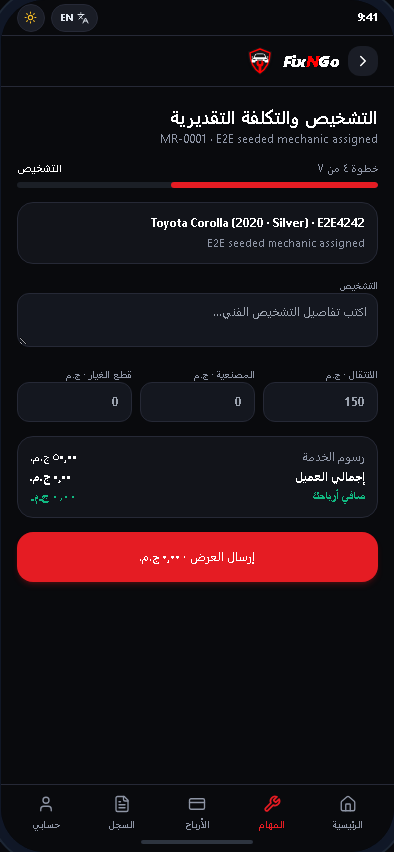 9:41
EN
FixNGo
التشخيص والتكلفة التقديرية
MR-0001 · E2E seeded mechanic assigned
خطوة ٤ من ٧
التشخيص
Toyota Corolla (2020 · Silver) · E2E4242
E2E seeded mechanic assigned
التشخيص
اكتب تفاصيل التشخيص الفني...
الانتقال · ج.م
المصنعية · ج.م
قطع الغيار · ج.م
150
0
0
رسوم الخدمة
٥٠٫٠٠ ج.م.
إجمالي العميل
٠٫٠٠ ج.م.
صافي أرباحك
٠٫٠٠ ج.م.
إرسال العرض · ٠٫٠٠ ج.م.
الرئيسية
المهام
الأرباح
السجل
حسابي